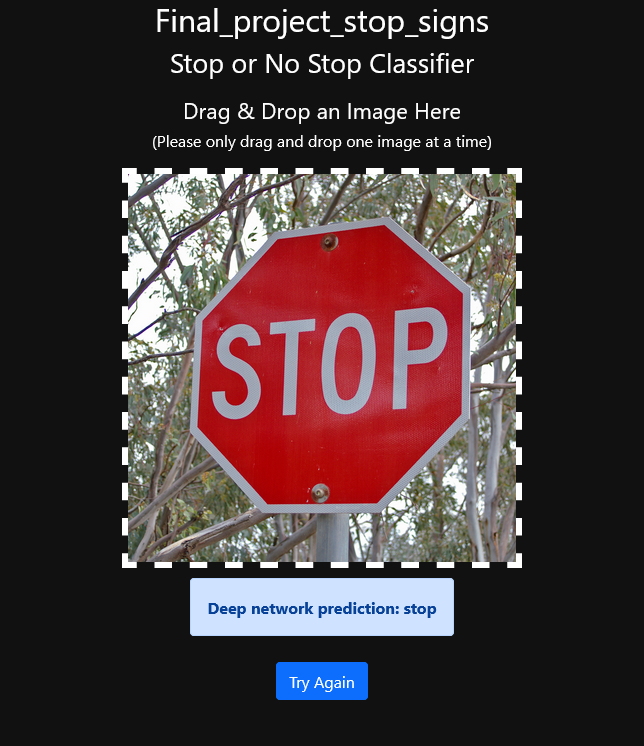 Final_project_stop_signs
Stop or No Stop Classifier
Drag & Drop an Image Here
(Please only drag and drop one image at a time)
STOP
Deep network prediction: stop
Try Again